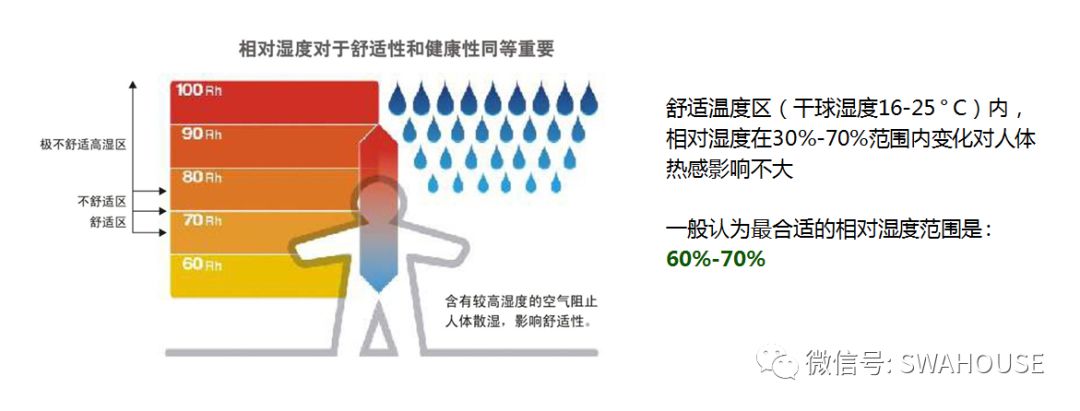 相对湿度对于舒适性和健康性同等重要
100 Rh
90 Rh
极不舒适高湿区
80 Rh
不舒适区
舒适区
70 Rh
60 Rh
含有较高湿度的空气阻止
人体散湿，影响舒适性。
舒适温度区（干球湿度16-25°C）内，
相对湿度在30%-70%范围内变化对人体
热感影响不大
一般认为最合适的相对湿度范围是：
60%-70%
微信号: SWAHOUSE